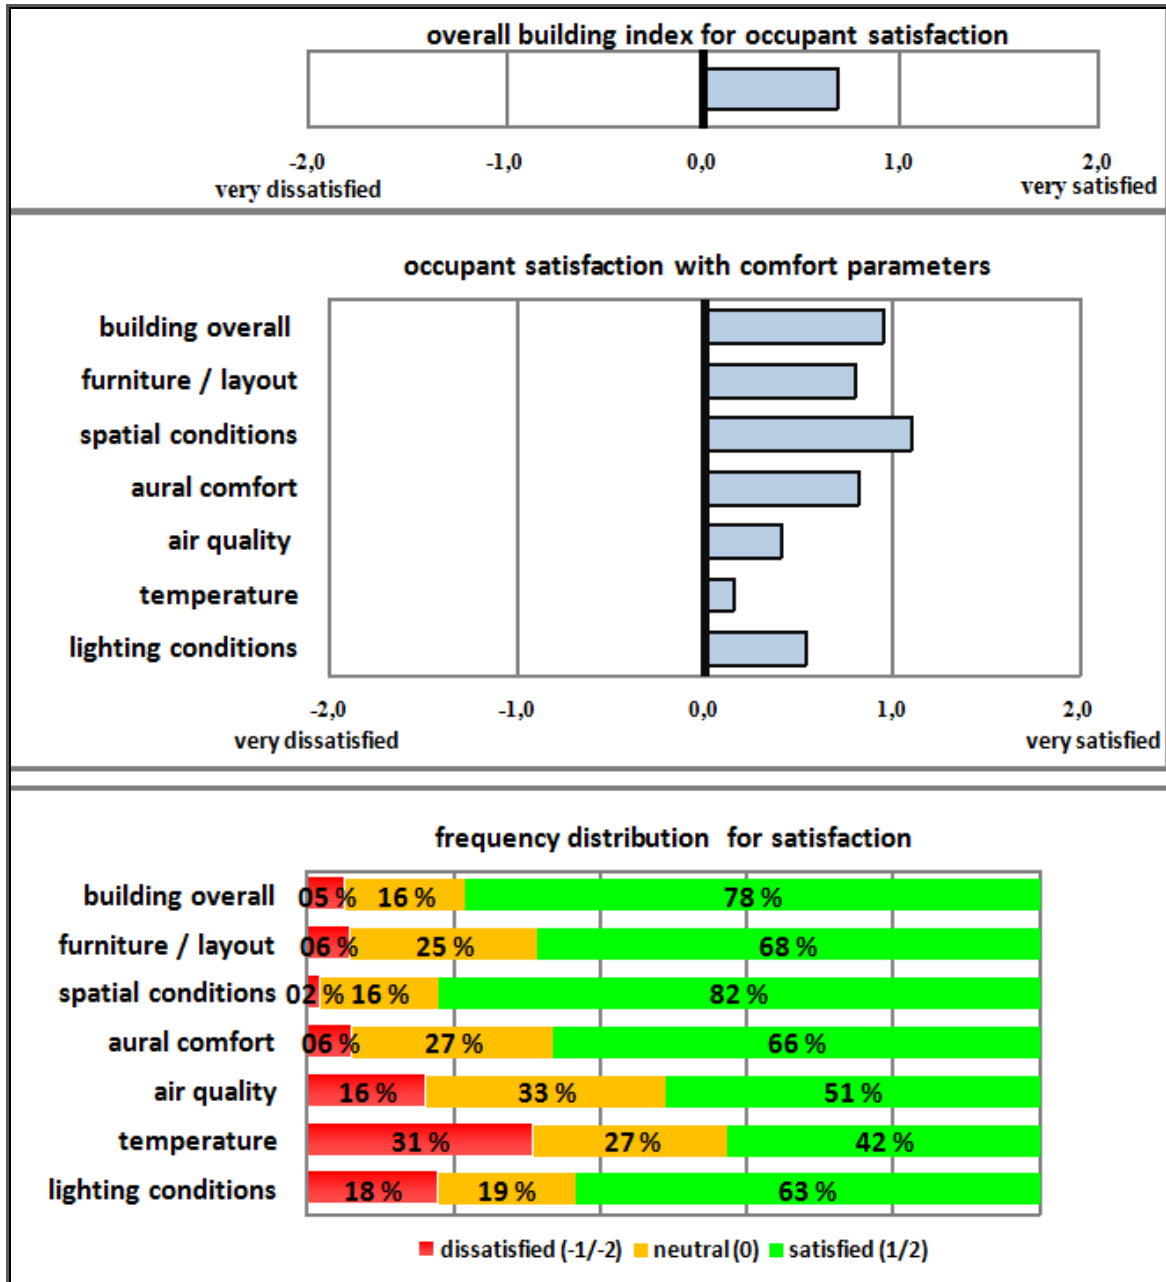 overall building index for occupant satisfaction
-2,0 -1,0 0,0 1,0 2,0
very dissatisfied very satisfied
occupant satisfaction with comfort parameters
building overall
furniture / layout
spatial conditions
aural comfort
air quality
temperature
lighting conditions
-2,0 -1,0 0,0 1,0 2,0
very dissatisfied very satisfied
frequency distribution for satisfaction
building overall 05 % 16 % 78 %
furniture / layout 06 % 25 % 68 %
spatial conditions 02 % 16 % 82 %
aural comfort 06 % 27 % 66 %
air quality 16 % 33 % 51 %
temperature 31 % 27 % 42 %
lighting conditions 18 % 19 % 63 %
dissatisfied (-1/-2) neutral (0) satisfied (1/2)